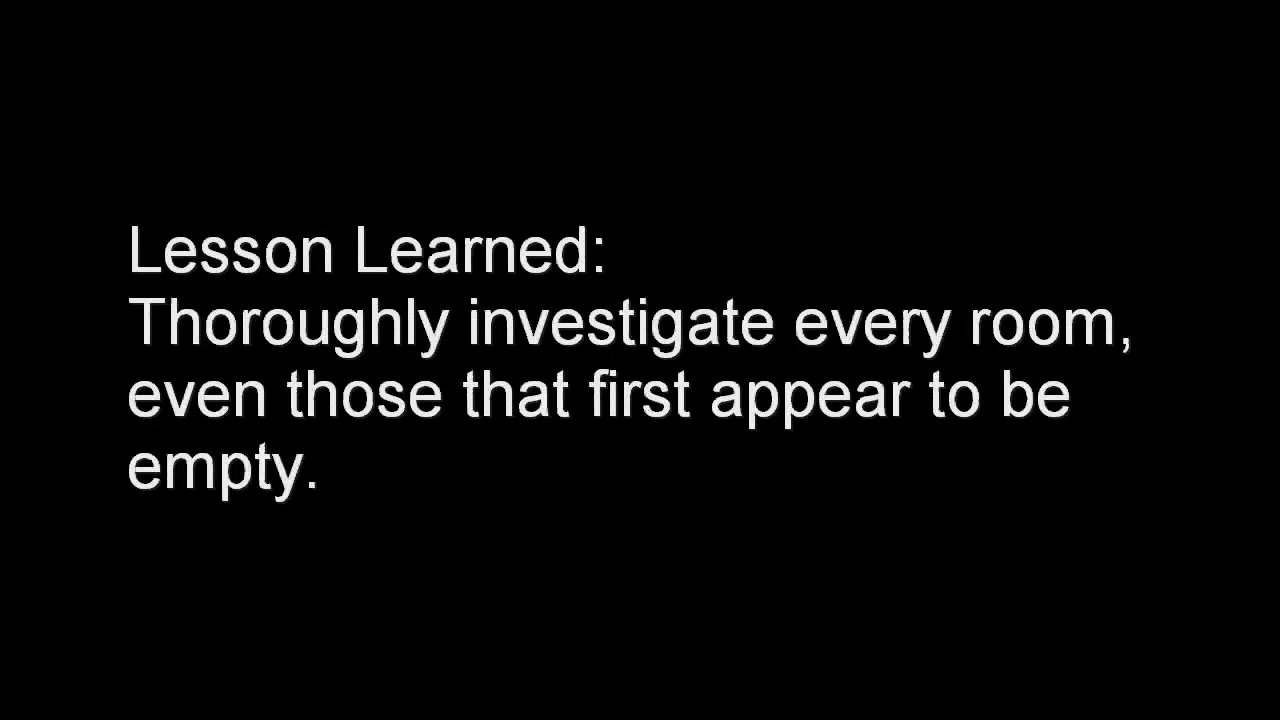 Lesson Learned:
Thoroughly investigate every room,
even those that first appear to be
empty.